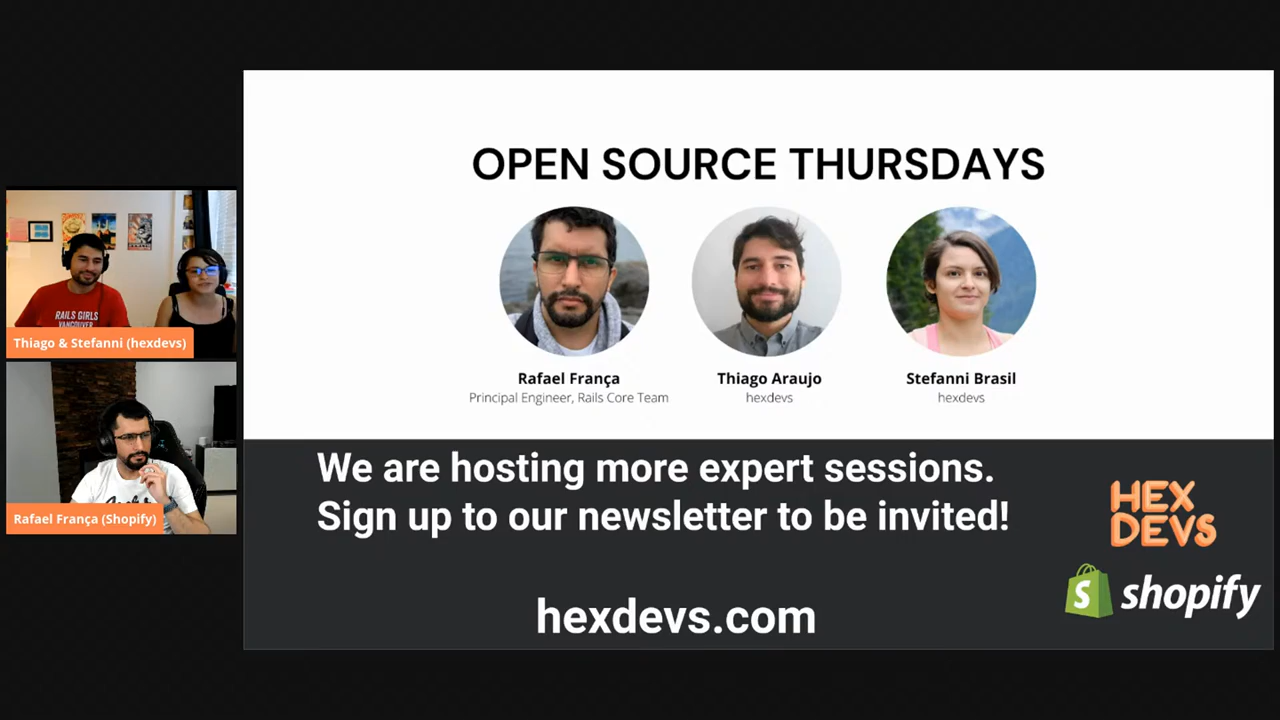 OPEN SOURCE THURSDAYS
Rafael França
Principal Engineer, Rails Core Team
Thiago Araujo
hexdevs
Stefanni Brasil
hexdevs
RAILS GIRLS
VANCOUVER
Thiago & Stefanni (hexdevs)
Rafael França (Shopify)
We are hosting more expert sessions.
Sign up to our newsletter to be invited!
hexdevs.com
HEX
DEVS
shopify